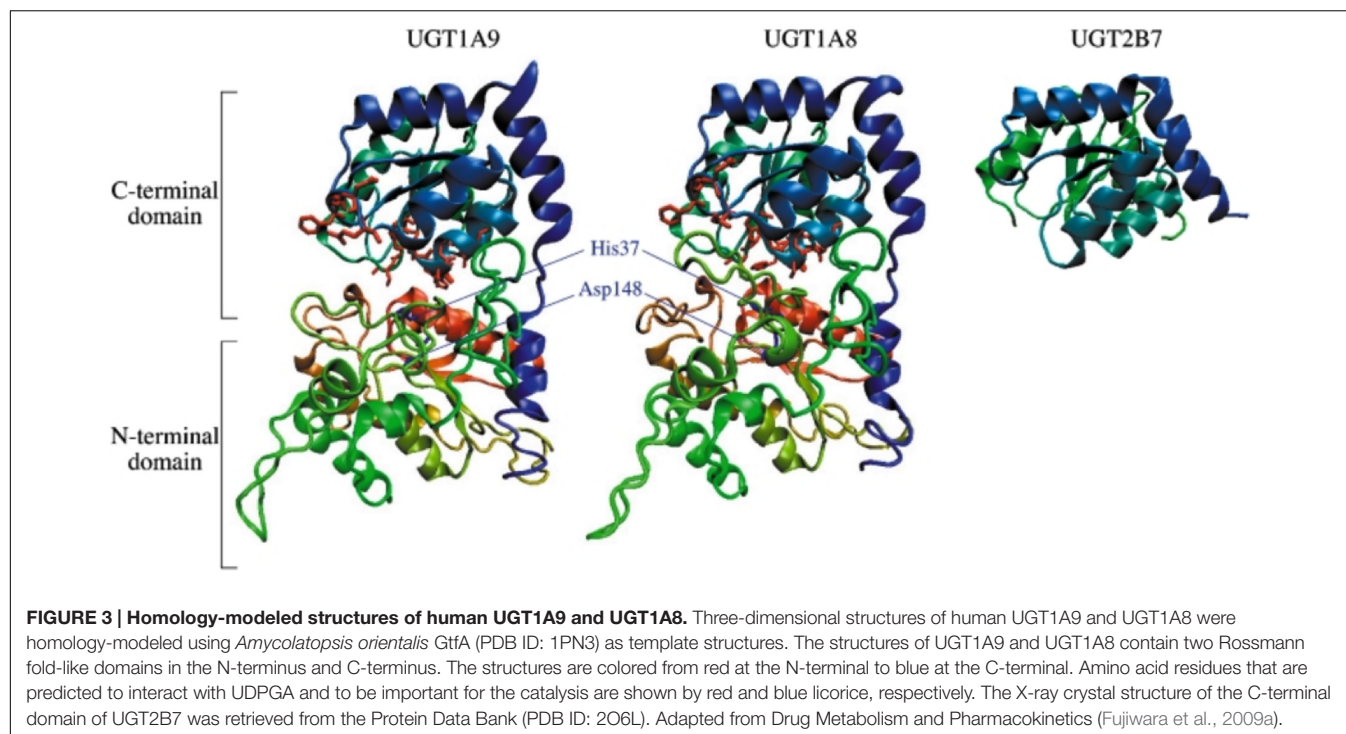 UGT1A9
UGT1A8
UGT2B7
C-terminal
domain
His37
Asp148
N-terminal
domain
FIGURE 3 | Homology-modeled structures of human UGT1A9 and UGT1A8. Three-dimensional structures of human UGT1A9 and UGT1A8 were
homology-modeled using Amycolatopsis orientalis GtfA (PDB ID: 1PN3) as template structures. The structures of UGT1A9 and UGT1A8 contain two Rossmann
fold-like domains in the N-terminus and C-terminus. The structures are colored from red at the N-terminal to blue at the C-terminal. Amino acid residues that are
predicted to interact with UDPGA and to be important for the catalysis are shown by red and blue licorice, respectively. The X-ray crystal structure of the C-terminal
domain of UGT2B7 was retrieved from the Protein Data Bank (PDB ID: 2O6L). Adapted from Drug Metabolism and Pharmacokinetics (Fujiwara et al., 2009a).